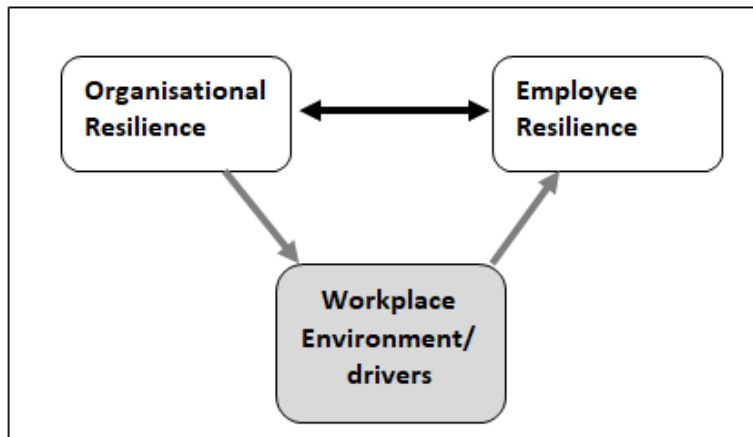 Organisational
Resilience
Employee
Resilience
Workplace
Environment/
drivers